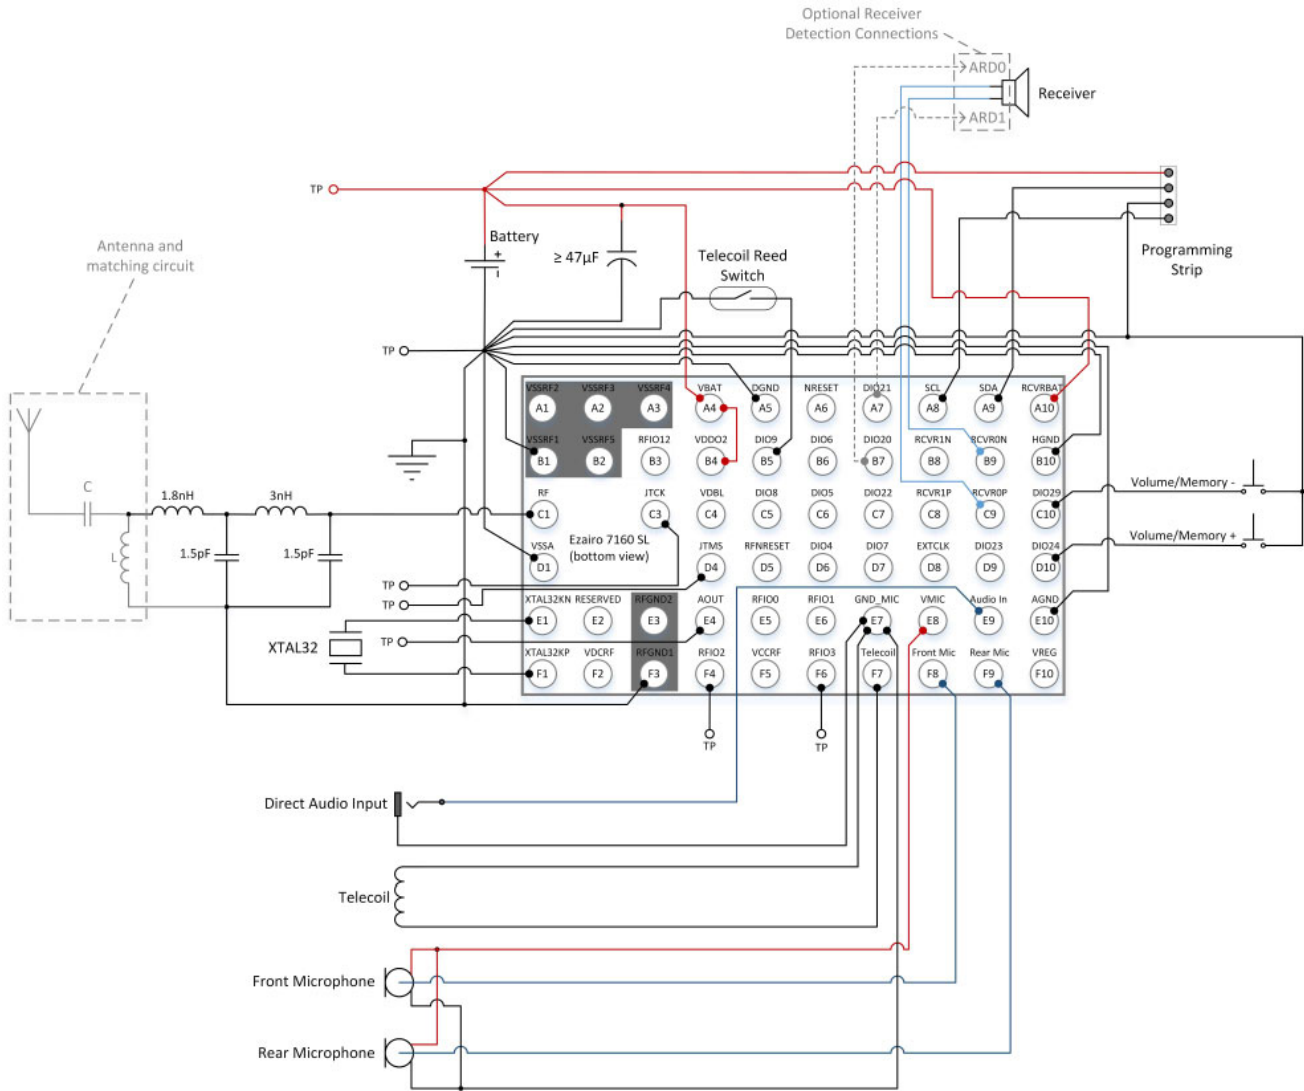 Optional Receiver
Detection Connections
ARD0
Receiver
ARD1
TP
Antenna and
matching circuit
Battery
+
≥ 47µF
Telecoil Reed
Switch
Programming
Strip
TP
VSSRF2 VSSRF3 VSSRF4 VBAT DGND NRESET DIO21 SCL SDA RCVRBAT
A1 A2 A3 A4 A5 A6 A7 A8 A9 A10
VSSRF1 VSSRF5 RFIO12 VDDO2 DIO9 DIO6 DIO20 RCVR1N RCVR0N HGND
B1 B2 B3 B4 B5 B6 B7 B8 B9 B10
C
1.8nH 3nH
RF JTCK VDBL DIO8 DIO5 DIO22 RCVR1P RCVR0P DIO29
Volume/Memory -
C1 C3 C4 C5 C6 C7 C8 C9 C10
L
1.5pF 1.5pF
Ezairo 7160 SL
(bottom view)
Volume/Memory +
VSSA JTMS RFNRESET DIO4 DIO7 EXTCLK DIO23 DIO24
D1 D4 D5 D6 D7 D8 D9 D10
TP
TP
XTAL32KN RESERVED RFGND2 AOUT RFIO0 RFIO1 GND_MIC VMIC Audio In AGND
E1 E2 E3 E4 E5 E6 E7 E8 E9 E10
TP
XTAL32
XTAL32KP VDCRF RFGND1 RFIO2 VCCRF RFIO3 Telecoil Front Mic Rear Mic VREG
F1 F2 F3 F4 F5 F6 F7 F8 F9 F10
TP TP
Direct Audio Input
Telecoil
Front Microphone
Rear Microphone